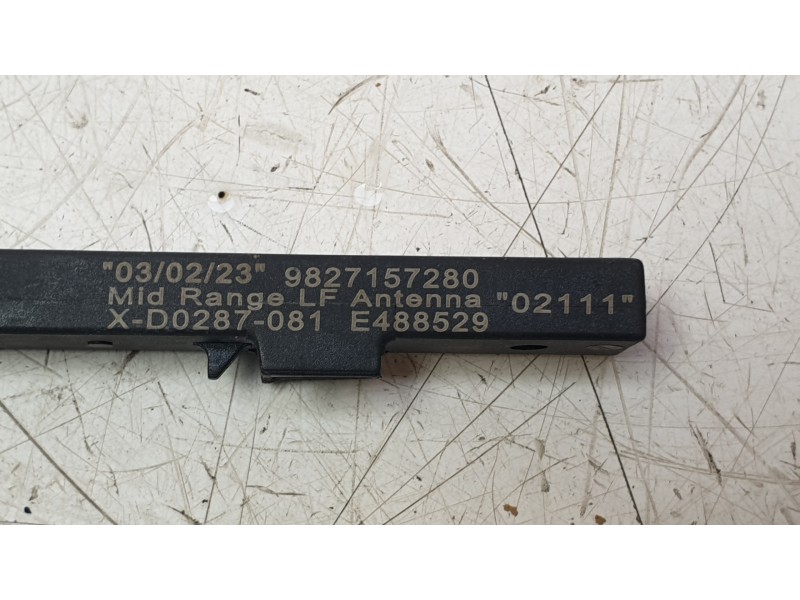 "03/02/23" 9827157280
Mid Range LF Antenna "02111"
X-D0287-081 E488529